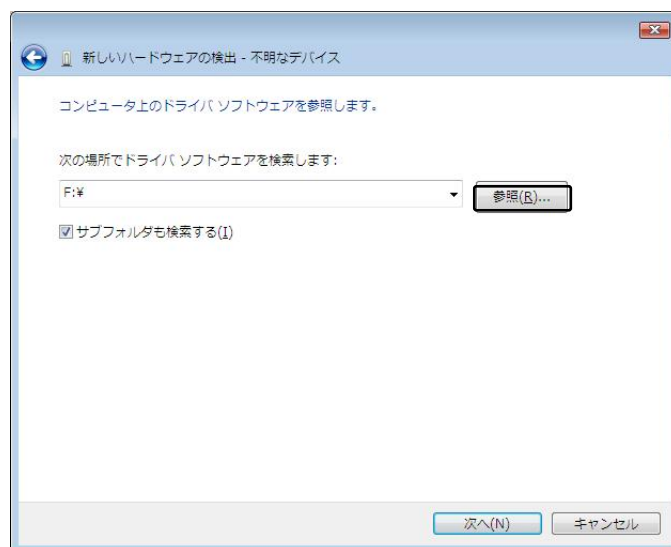 新しいハードウェアの検出 - 不明なデバイス
コンピュータ上のドライバ ソフトウェアを参照します。
次の場所でドライバ ソフトウェアを検索します:
F:¥
参照(R)...
サブフォルダも検索する(I)
次へ(N)
キャンセル